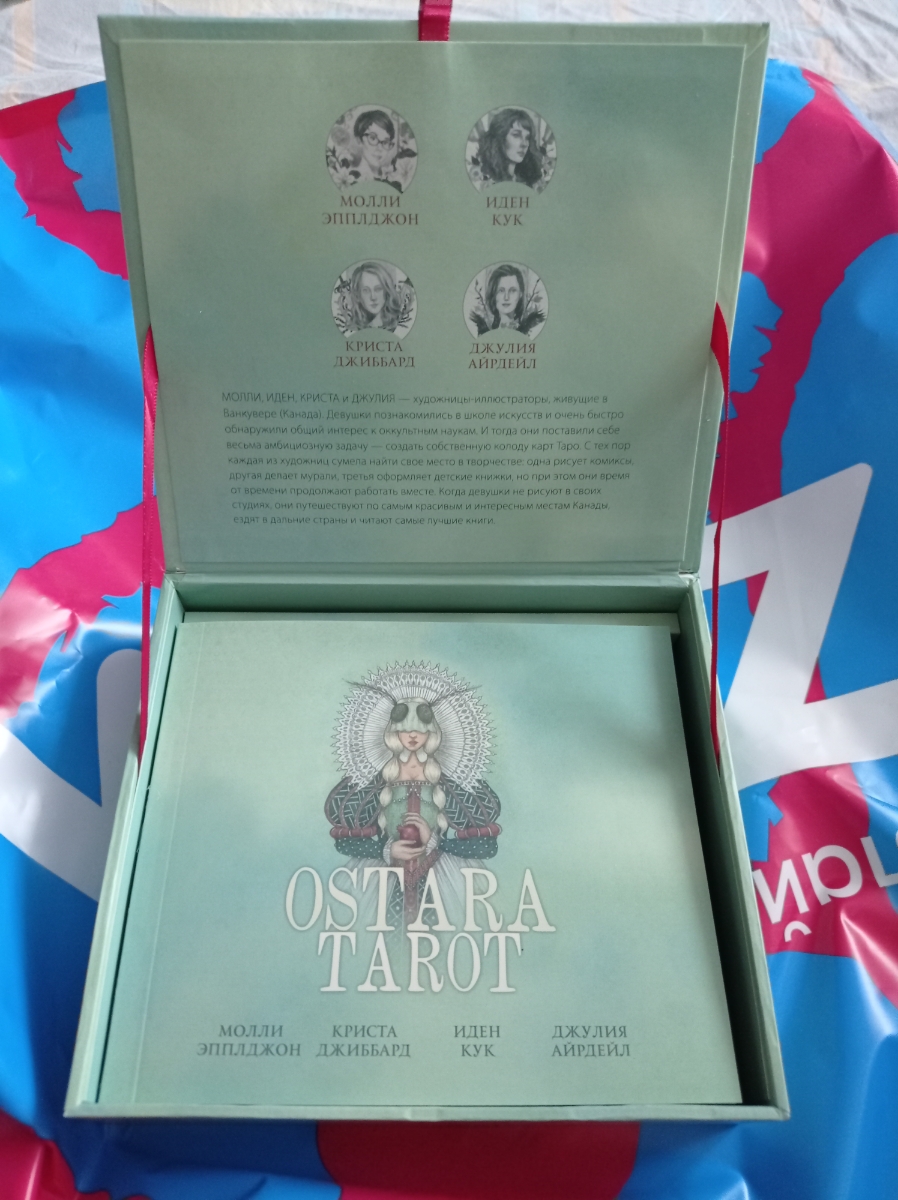 МОЛЛИ
ЭППЛДЖОН
ИДЕН
КУК
КРИСТА
ДЖИББАРД
ДЖУЛИЯ
АЙРДЕЙЛ
МОЛЛИ, ИДЕН, КРИСТА и ДЖУЛИЯ — художницы-иллюстраторы, живущие в
Ванкувере (Канада). Девушки познакомились в школе искусств и очень быстро
обнаружили общий интерес к оккультным наукам. И тогда они поставили себе
весьма амбициозную задачу — создать собственную колоду карт Таро. С тех пор
каждая из художниц сумела найти свое место в творчестве: одна рисует комиксы,
другая делает муралы, третья оформляет детские книжки, но при этом они время
от времени продолжают работать вместе. Когда девушки не рисуют в своих
студиях, они путешествуют по самым красивым и интересным местам Канады,
ездят в дальние страны и читают самые лучшие книги.
OSTARA
TAROT
МОЛЛИ
ЭППЛДЖОН
КРИСТА
ДЖИББАРД
ИДЕН
КУК
ДЖУЛИЯ
АЙРДЕЙЛ